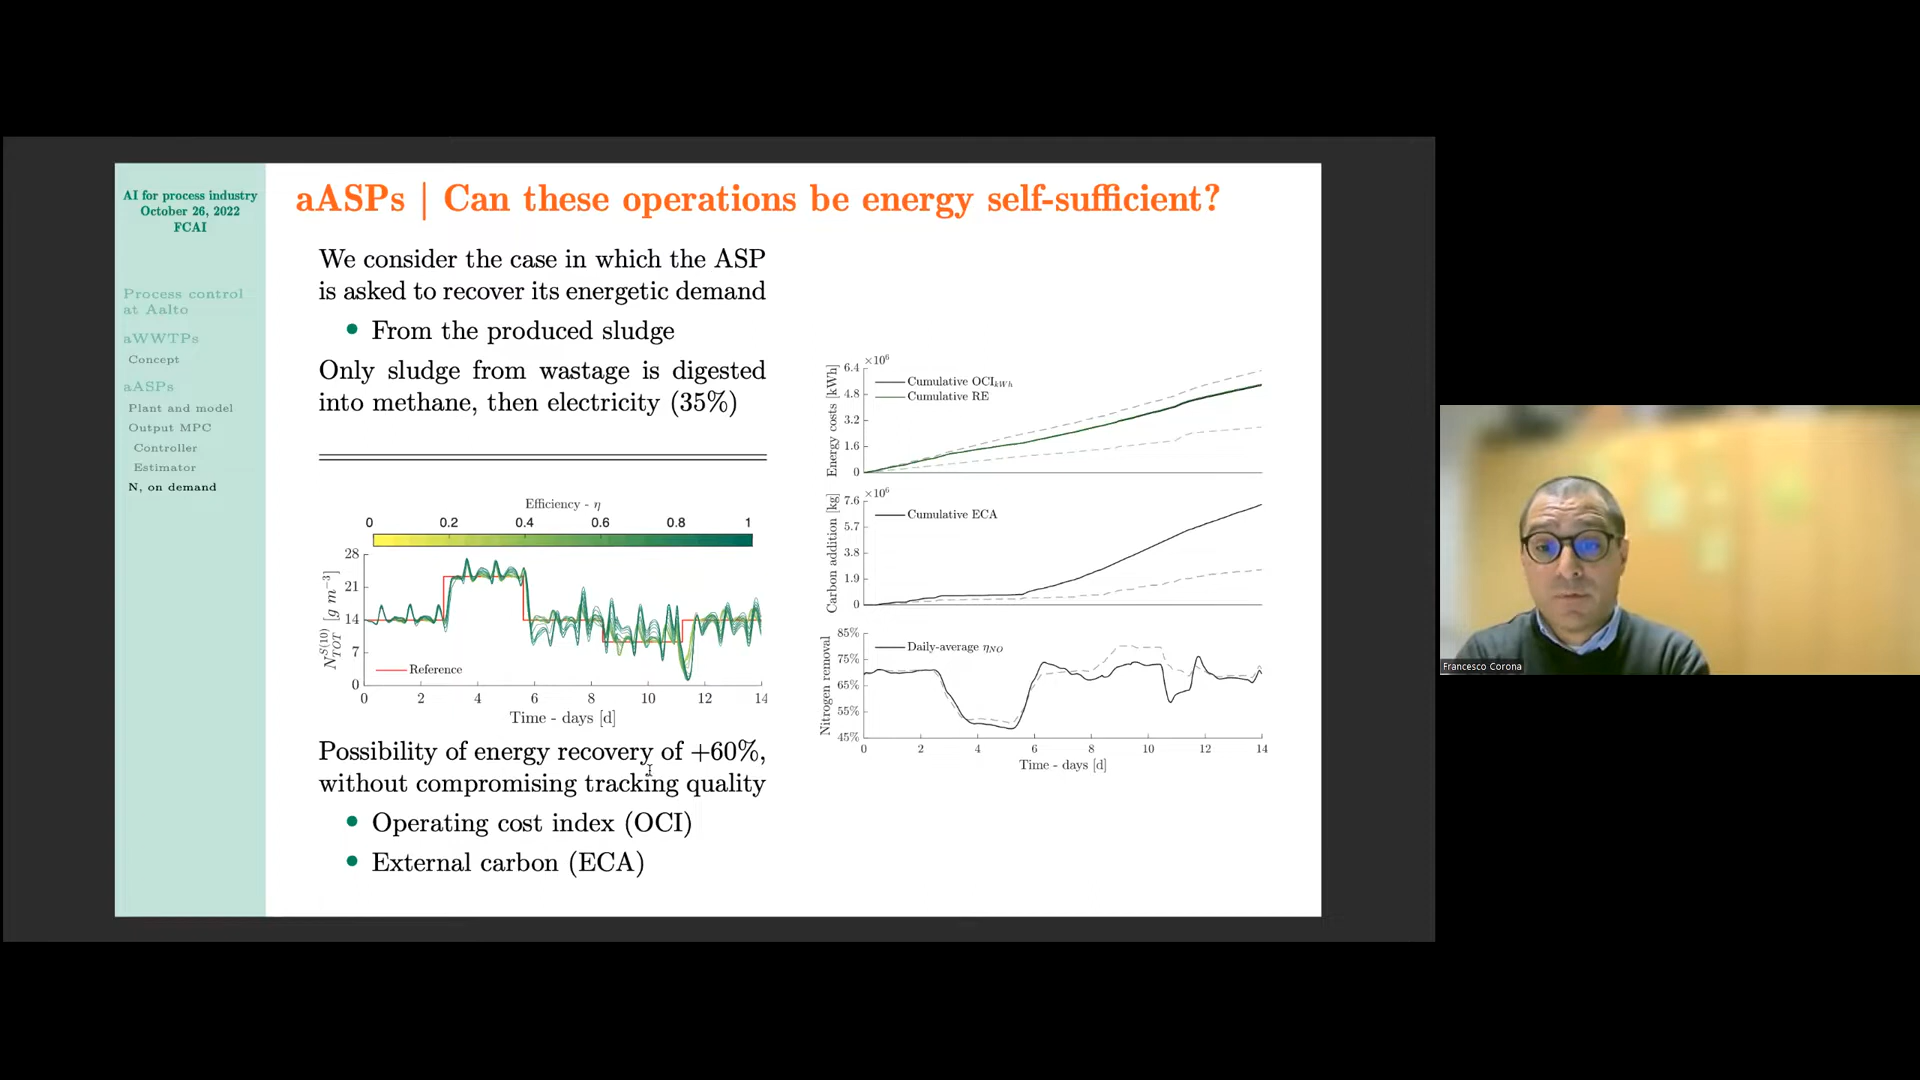 AI for process industry
October 26, 2022
FCAI
Process control
at Aalto
aWWTPs
Concept
aASPs
Plant and model
Output MPC
Controller
Estimator
N, on demand
aASPs | Can these operations be energy self-sufficient?
We consider the case in which the ASP
is asked to recover its energetic demand
• From the produced sludge
Only sludge from wastage is digested
into methane, then electricity (35%)
Efficiency - η
0 0.2 0.4 0.6 0.8 1
N_{TOT}^{S(10)} [g m⁻³]
28
21
14
7
0
Reference
0 2 4 6 8 10 12 14
Time - days [d]
Possibility of energy recovery of +60%,
without compromising tracking quality
• Operating cost index (OCI)
• External carbon (ECA)
Energy costs [kWh]
×10⁶
6.4
4.8
3.2
1.6
0
Cumulative OCI_{kWh}
Cumulative RE
Carbon addition [kg]
×10⁶
7.6
5.7
3.8
1.9
0
Cumulative ECA
Nitrogen removal
85%
75%
65%
55%
45%
Daily-average η_{NO}
0 2 4 6 8 10 12 14
Time - days [d]
Francesco Corona